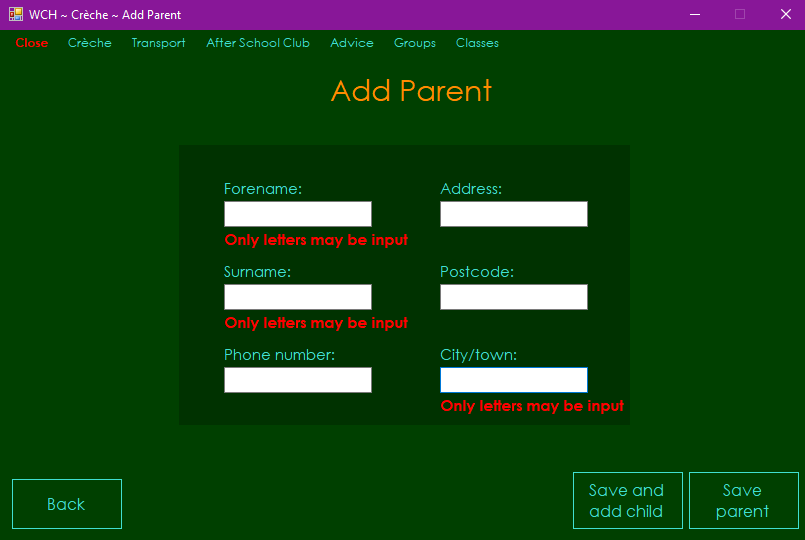 WCH ~ Crèche ~ Add Parent
Close Crèche Transport After School Club Advice Groups Classes
Add Parent
Forename: Address:
Only letters may be input
Surname: Postcode:
Only letters may be input
Phone number: City/town:
Only letters may be input
Back
Save and
add child
Save
parent